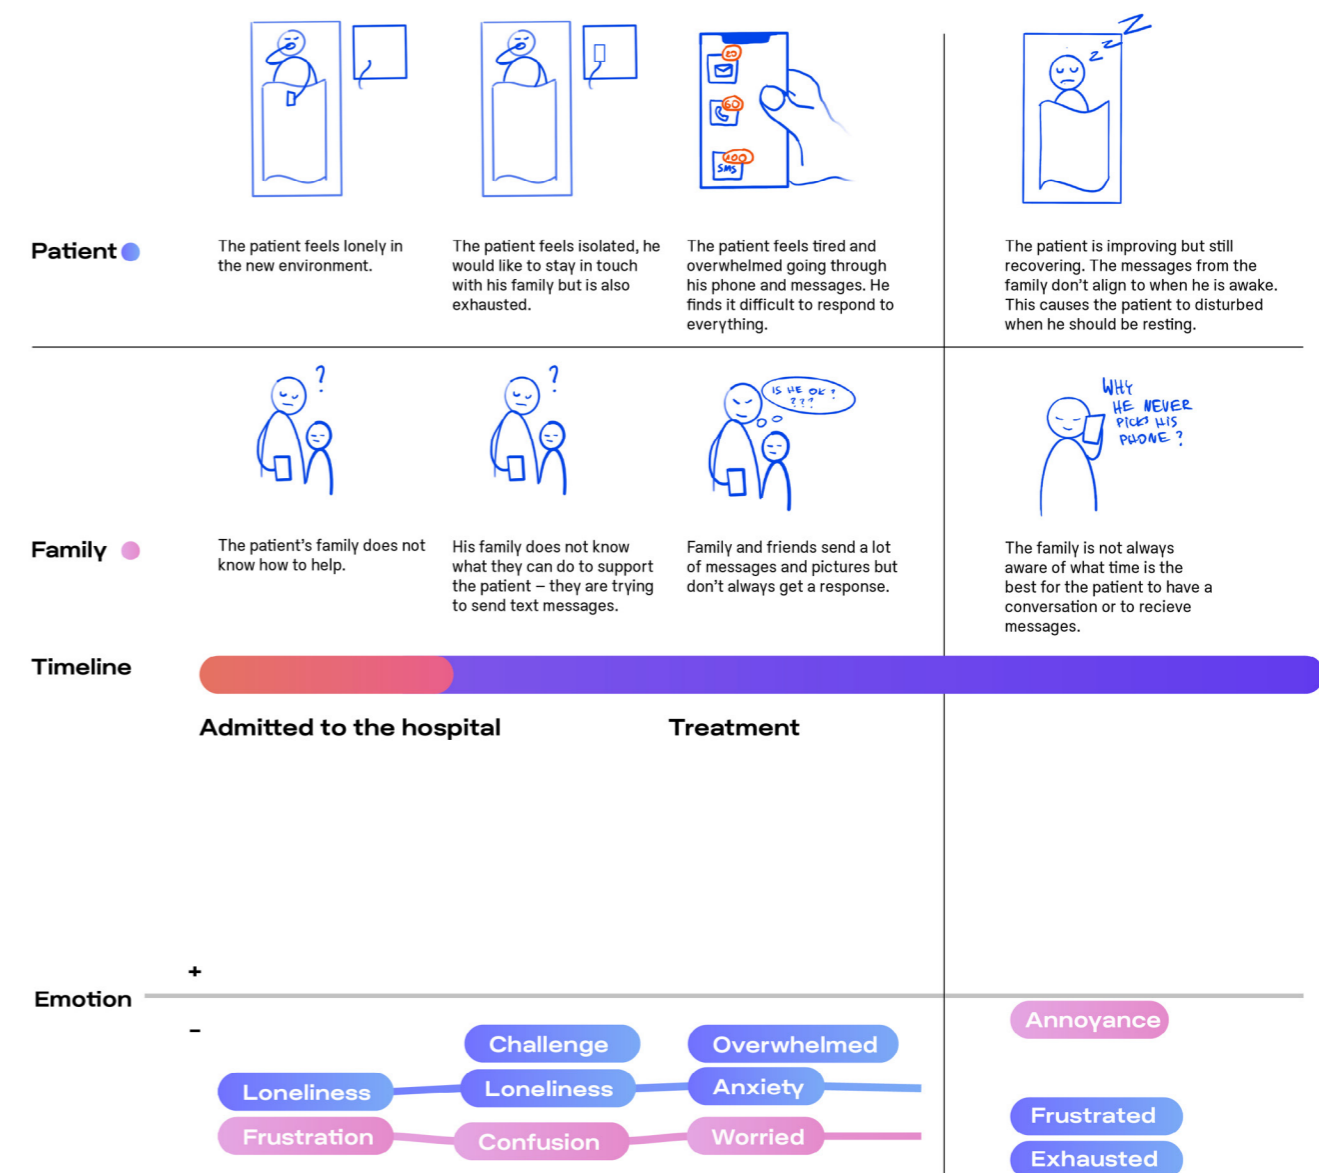 20
60
100
SMS
Z z z Z
Patient
The patient feels lonely in
the new environment.
The patient feels isolated, he
would like to stay in touch
with his family but is also
exhausted.
The patient feels tired and
overwhelmed going through
his phone and messages. He
finds it difficult to respond to
everything.
The patient is improving but still
recovering. The messages from the
family don't align to when he is awake.
This causes the patient to disturbed
when he should be resting.
?
?
IS HE OK?
???
WHY
HE NEVER
PICKS HIS
PHONE?
Family
The patient's family does not
know how to help.
His family does not know
what they can do to support
the patient – they are trying
to send text messages.
Family and friends send a lot
of messages and pictures but
don't always get a response.
The family is not always
aware of what time is the
best for the patient to have a
conversation or to recieve
messages.
Timeline
Admitted to the hospital
Treatment
+
Emotion
–
Annoyance
Challenge
Overwhelmed
Loneliness
Loneliness
Anxiety
Frustrated
Frustration
Confusion
Worried
Exhausted